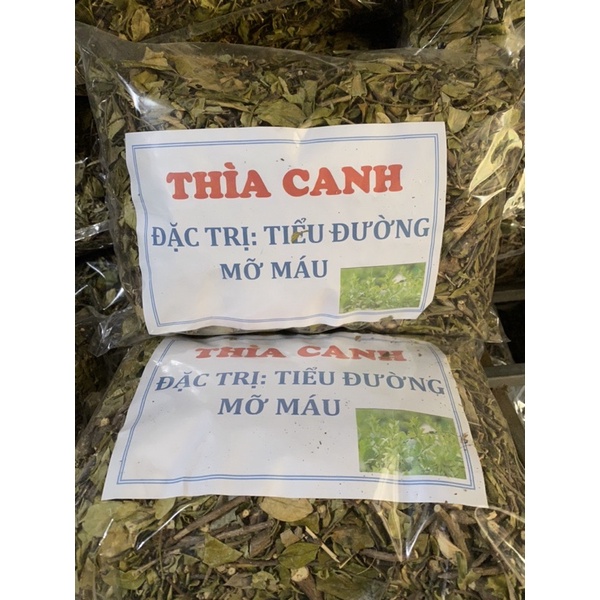 THÌA CANH
ĐẶC TRỊ: TIỂU ĐƯỜNG
MỠ MÁU
THÌA CANH
ĐẶC TRỊ: TIỂU ĐƯỜNG
MỠ MÁU